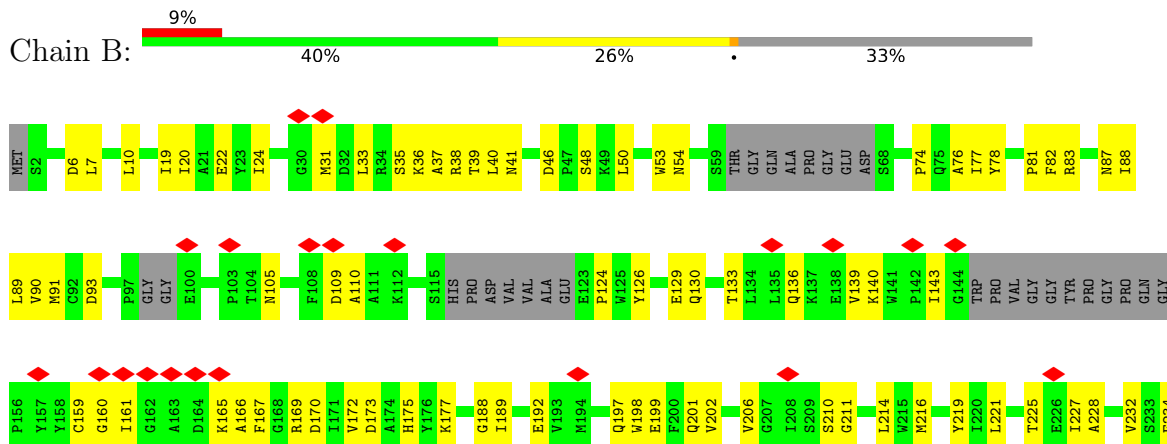 9%
Chain B:
40% 26% • 33%
MET S2 D6 L7 L10 I19 I20 A21 E22 Y23 I24 G30 M31 D32 L33 R34 S35 K36 A37 R38 T39 L40 N41 D46 P47 S48 K49 L50 W53 N54 S59 THR GLY GLN ALA PRO GLY GLU ASP S68 P74 Q75 A76 I77 Y78 P81 F82 R83 N87 I88
L89 V90 M91 C92 D93 P97 GLY GLY E100 P103 T104 N105 F108 D109 A110 A111 K112 S115 HIS PRO ASP VAL VAL ALA GLU E123 P124 W125 Y126 E129 Q130 T133 L134 L135 Q136 K137 E138 V139 K140 W141 P142 I143 G144 TRP PRO VAL GLY GLY TYR PRO GLY PRO GLN GLY
P156 Y157 Y158 C159 G160 I161 G162 A163 D164 K165 A166 F167 G168 R169 D170 I171 V172 D173 A174 H175 Y176 K177 G188 I189 E192 V193 M194 Q197 W198 E199 F200 Q201 V202 V206 G207 I208 S209 S210 G211 L214 W215 M216 Y219 I220 L221 T225 E226 I227 A228 V232 S233